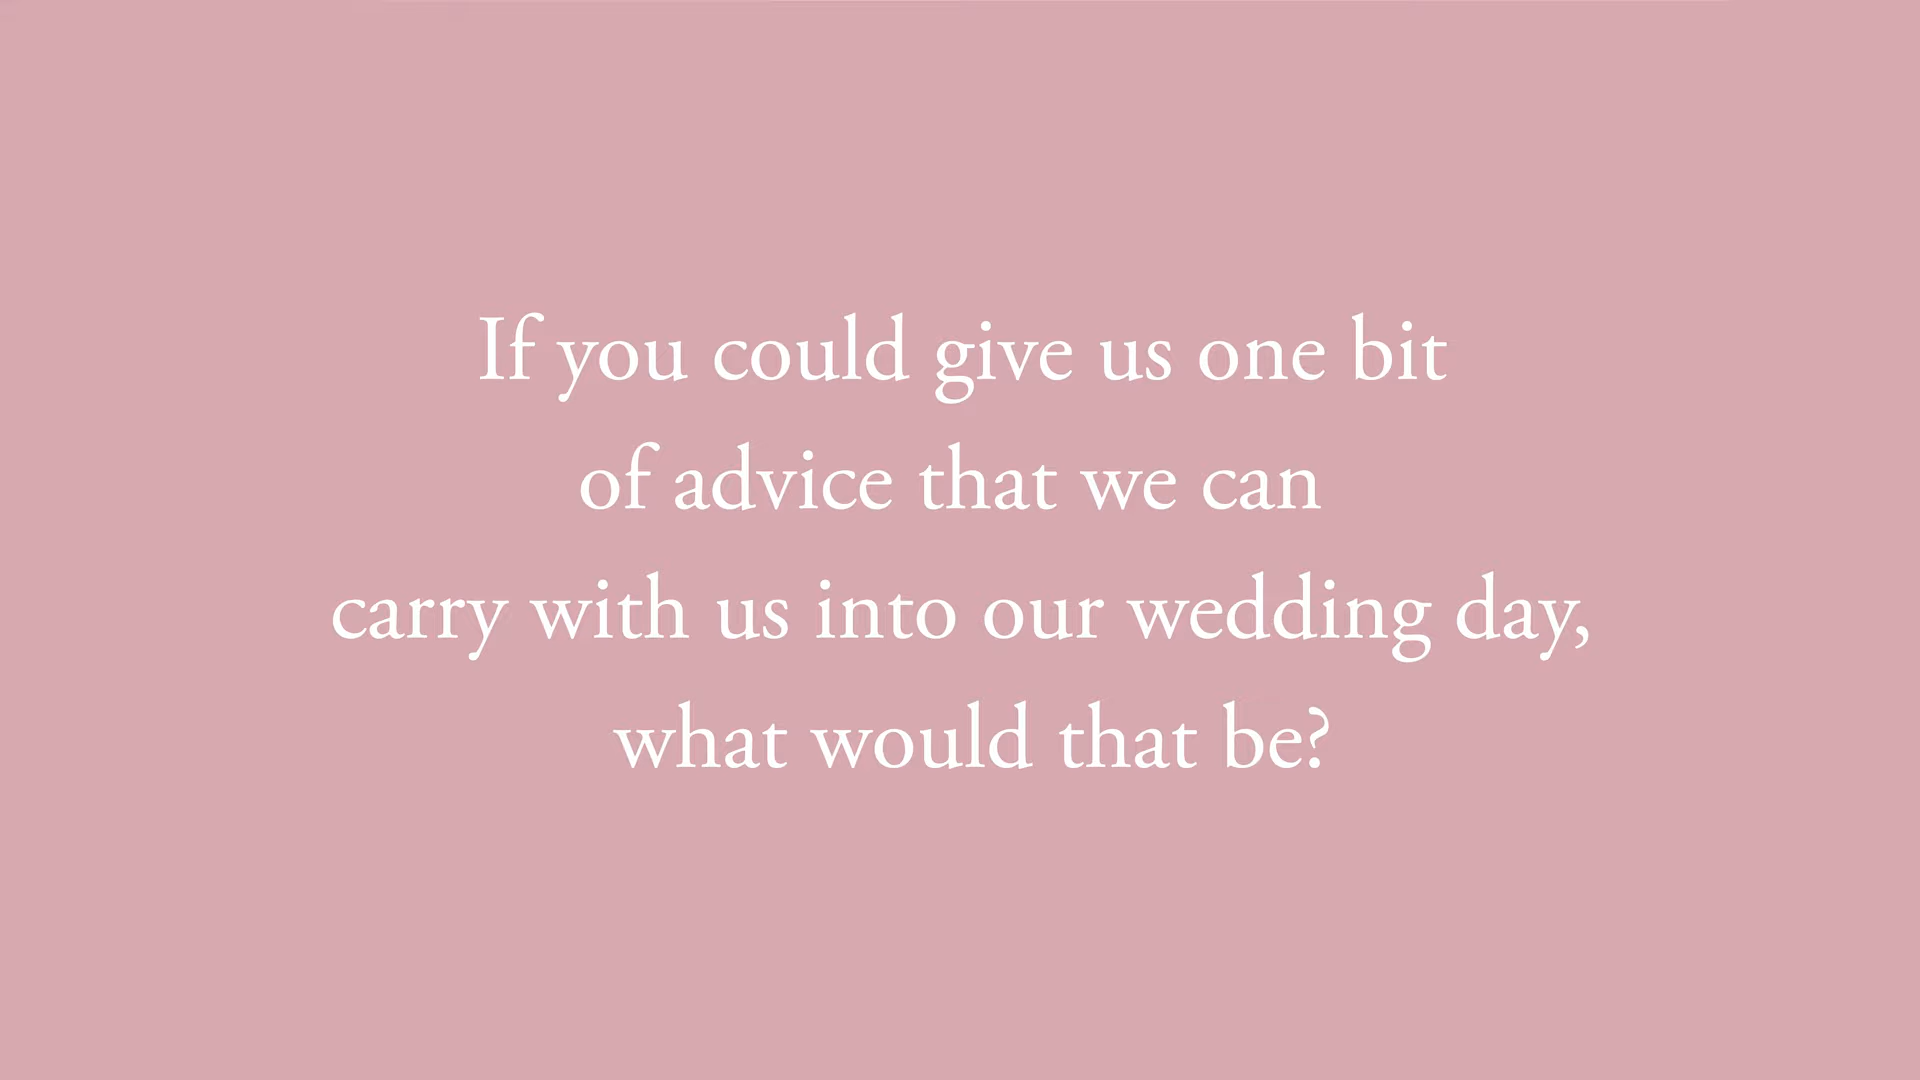 If you could give us one bit
of advice that we can
carry with us into our wedding day,
what would that be?